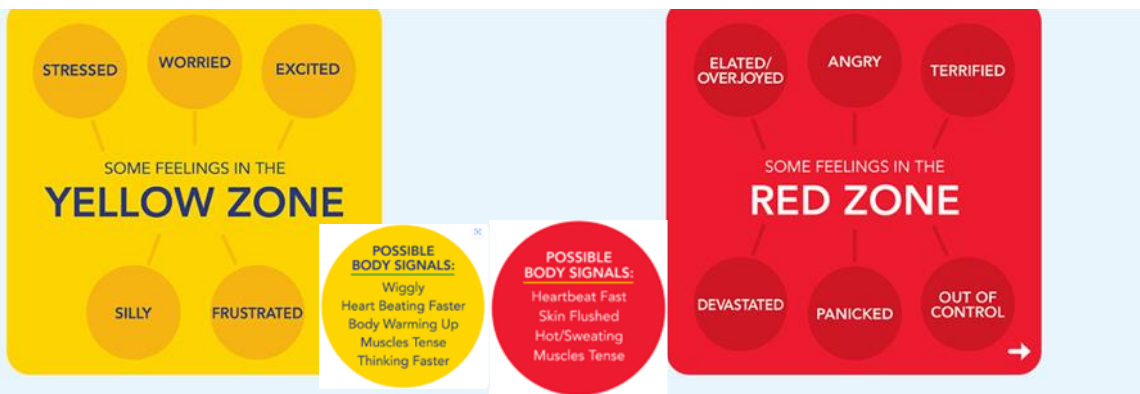 STRESSED
WORRIED
EXCITED
SOME FEELINGS IN THE
YELLOW ZONE
SILLY
FRUSTRATED
POSSIBLE
BODY SIGNALS:
Wiggly
Heart Beating Faster
Body Warming Up
Muscles Tense
Thinking Faster
POSSIBLE
BODY SIGNALS:
Heartbeat Fast
Skin Flushed
Hot/Sweating
Muscles Tense
ELATED/
OVERJOYED
ANGRY
TERRIFIED
SOME FEELINGS IN THE
RED ZONE
DEVASTATED
PANICKED
OUT OF
CONTROL